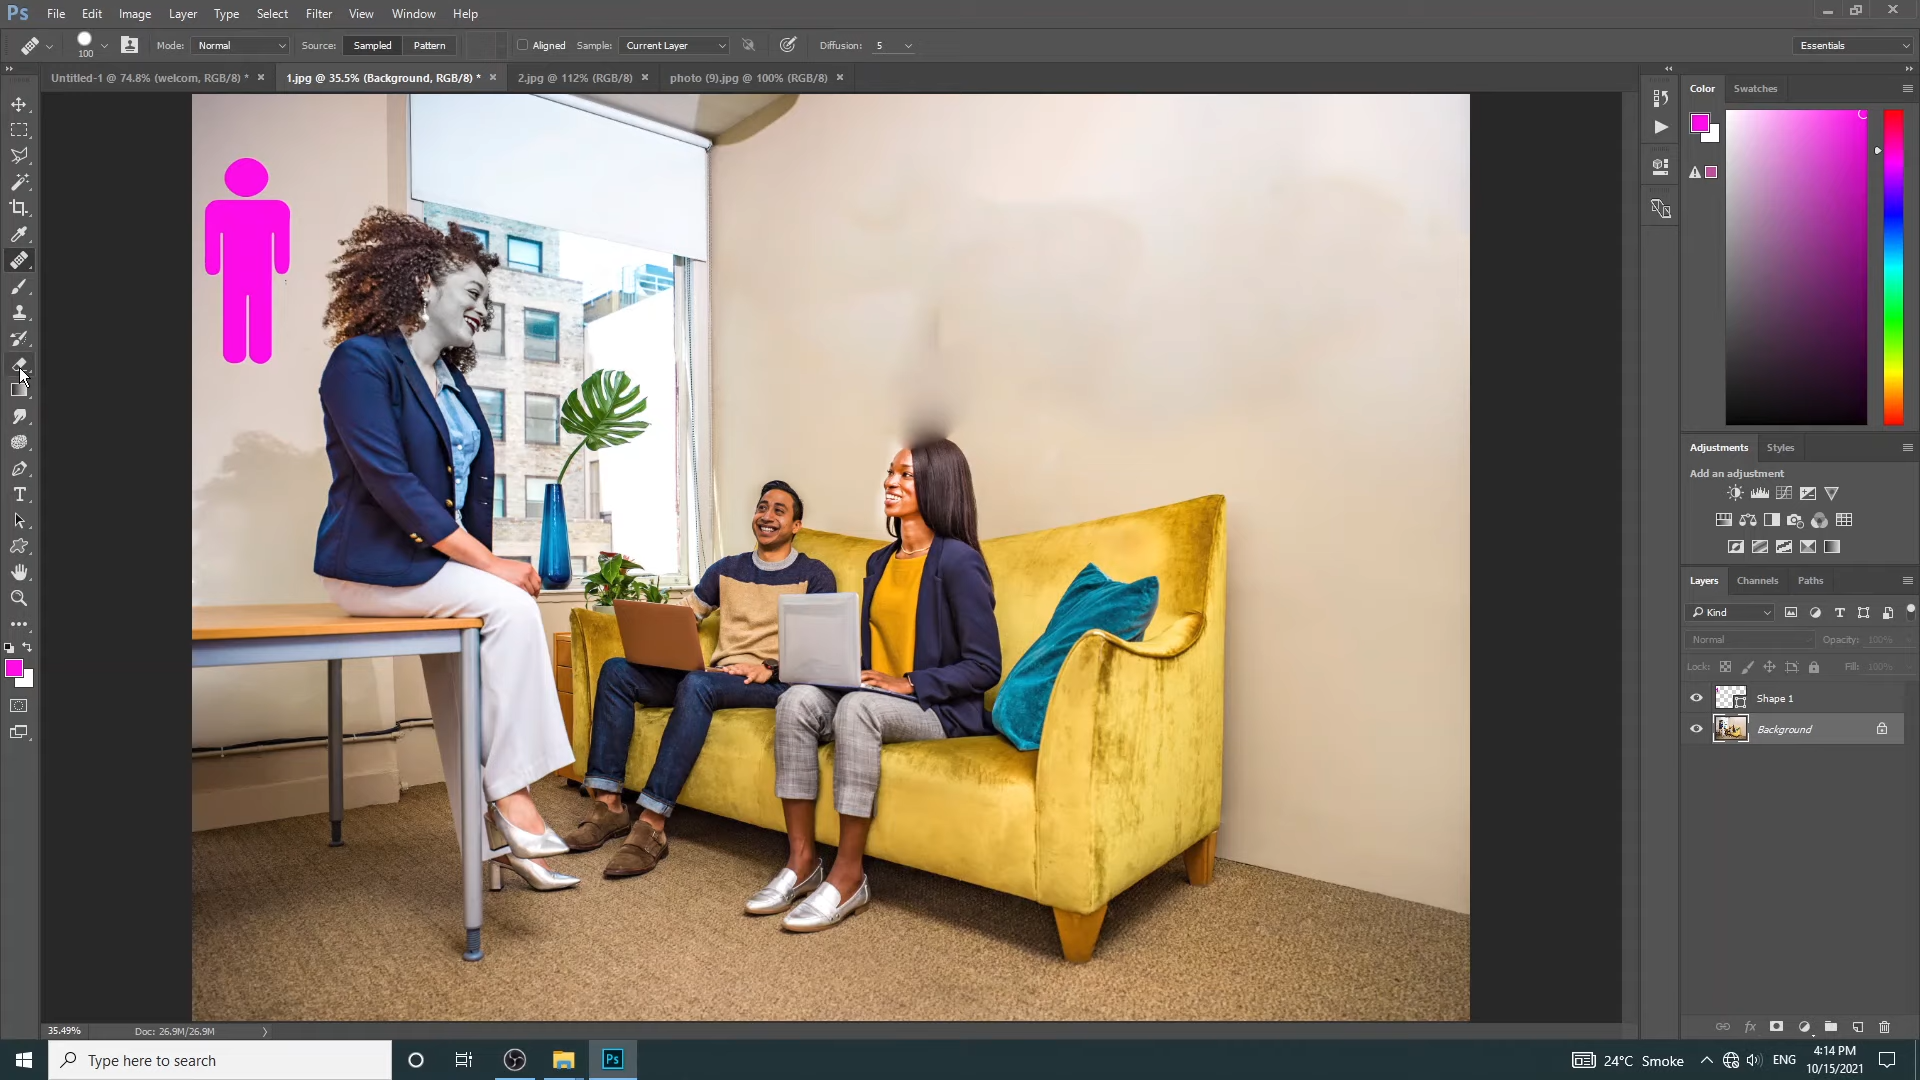 Ps File Edit Image Layer Type Select Filter View Window Help
100 Mode: Normal Source: Sampled Pattern Aligned Sample: Current Layer Diffusion: 5 Essentials
Untitled-1 @ 74.8% (welcom, RGB/8) * × 1.jpg @ 35.5% (Background, RGB/8) * × 2.jpg @ 112% (RGB/8) × photo (9).jpg @ 100% (RGB/8) ×
Color Swatches
Adjustments Styles
Add an adjustment
Layers Channels Paths
Kind
Normal Opacity: 100%
Lock: Fill: 100%
Shape 1
Background
fx
35.49% Doc: 26.9M/26.9M
Type here to search
Ps
24°C Smoke
ENG
4:14 PM
10/15/2021